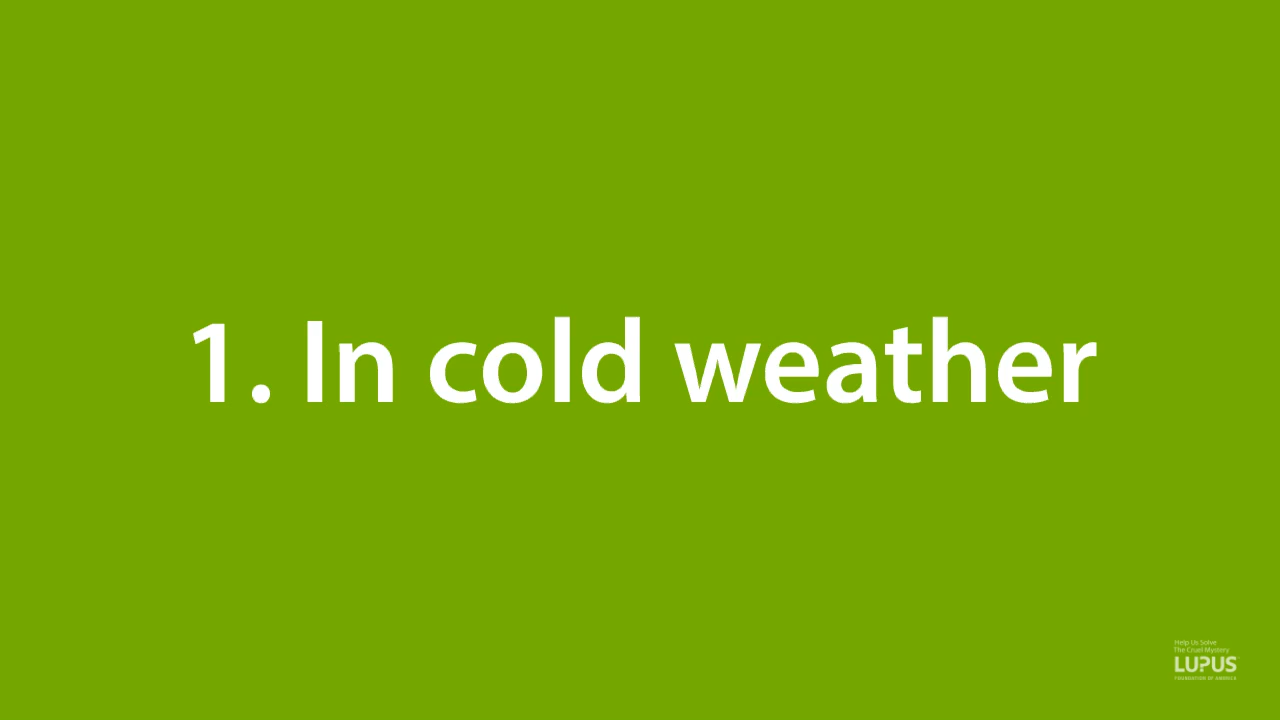 1. In cold weather
Help Us Solve
The Cruel Mystery
LUPUS
FOUNDATION OF AMERICA